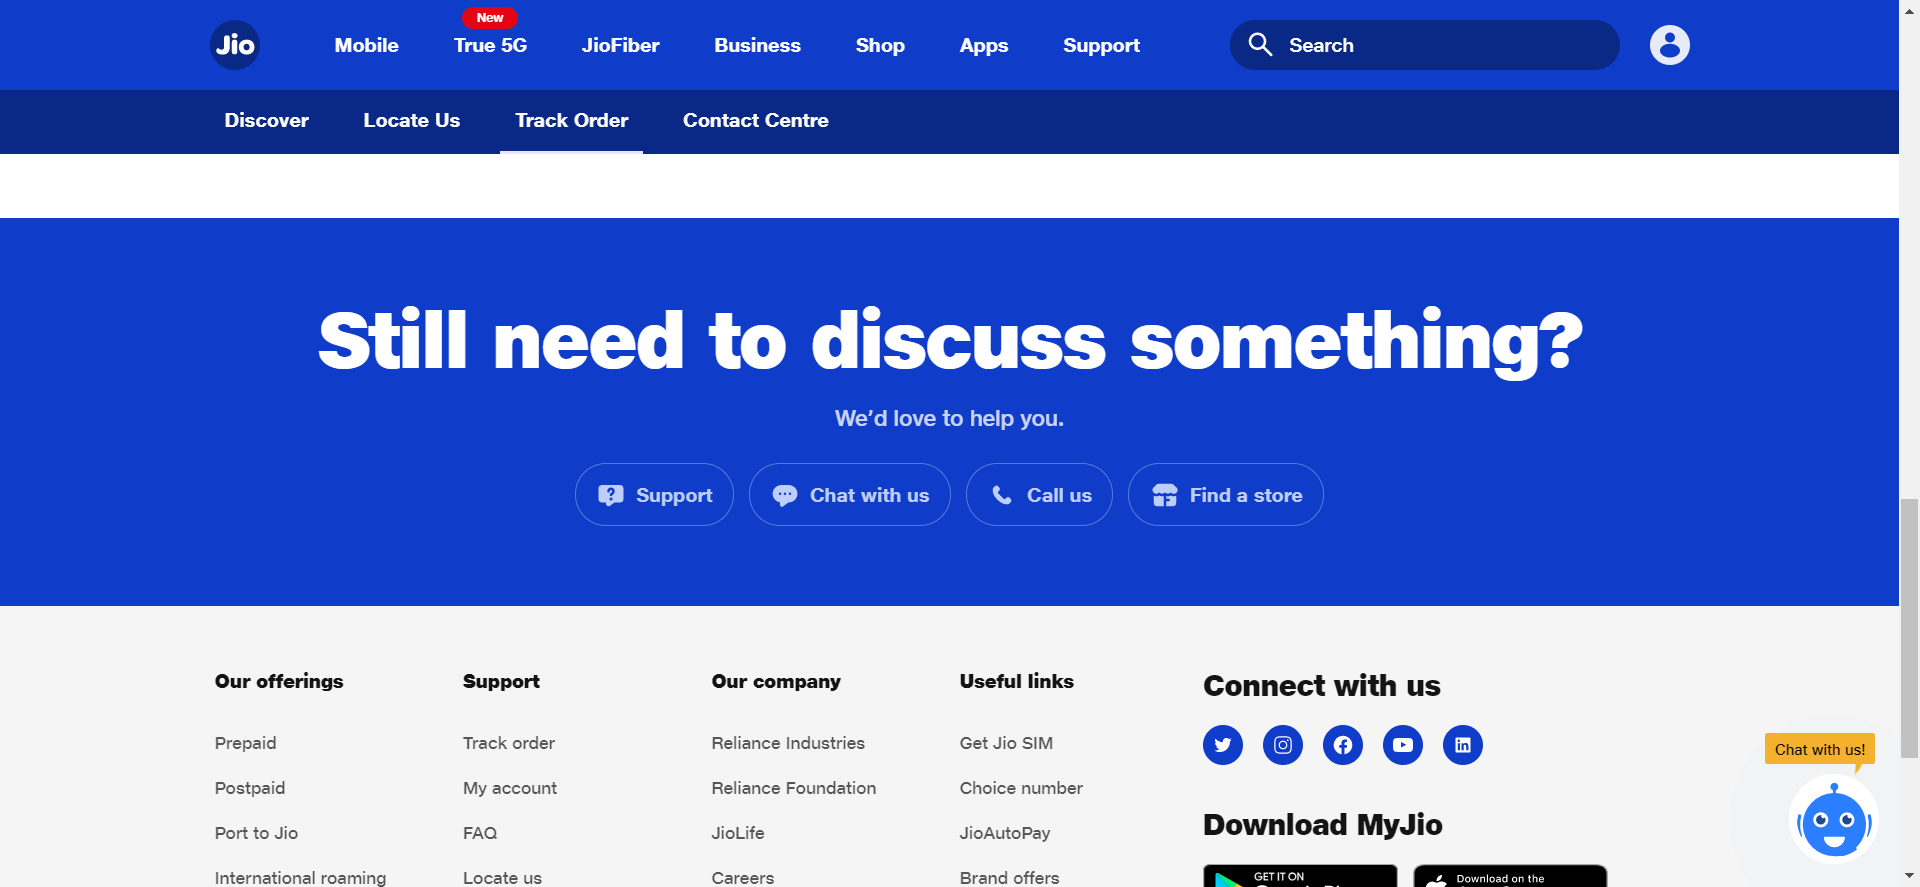 Jio
Mobile
New
True 5G
JioFiber
Business
Shop
Apps
Support
Search
Discover
Locate Us
Track Order
Contact Centre
Still need to discuss something?
We’d love to help you.
Support
Chat with us
Call us
Find a store
Our offerings
Prepaid
Postpaid
Port to Jio
International roaming
Support
Track order
My account
FAQ
Locate us
Our company
Reliance Industries
Reliance Foundation
JioLife
Careers
Useful links
Get Jio SIM
Choice number
JioAutoPay
Brand offers
Connect with us
Download MyJio
GET IT ON
Download on the
Chat with us!